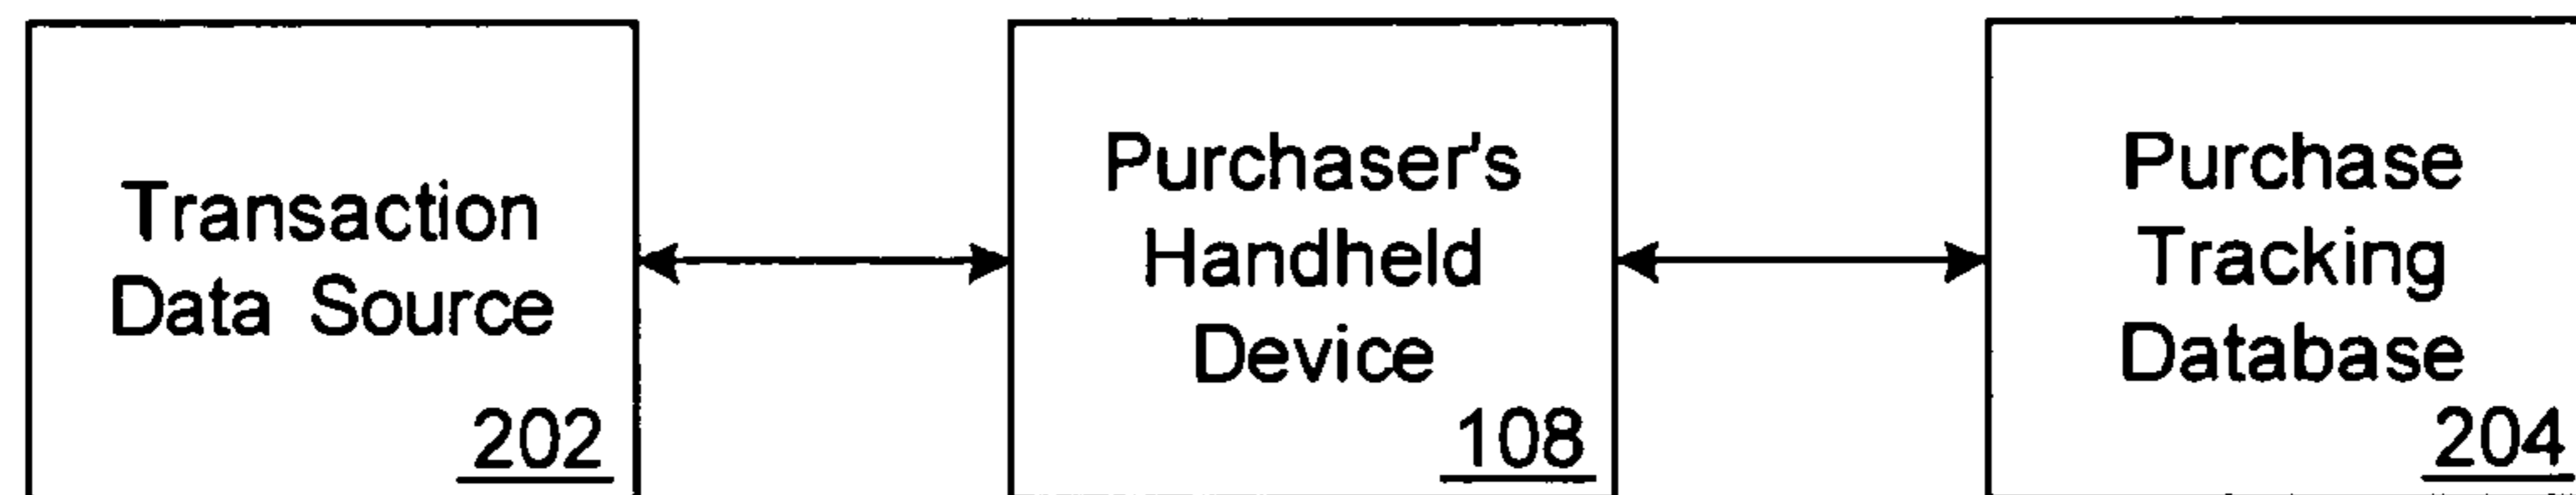 Transaction
Data Source
202
Purchaser's
Handheld
Device
108
Purchase
Tracking
Database
204